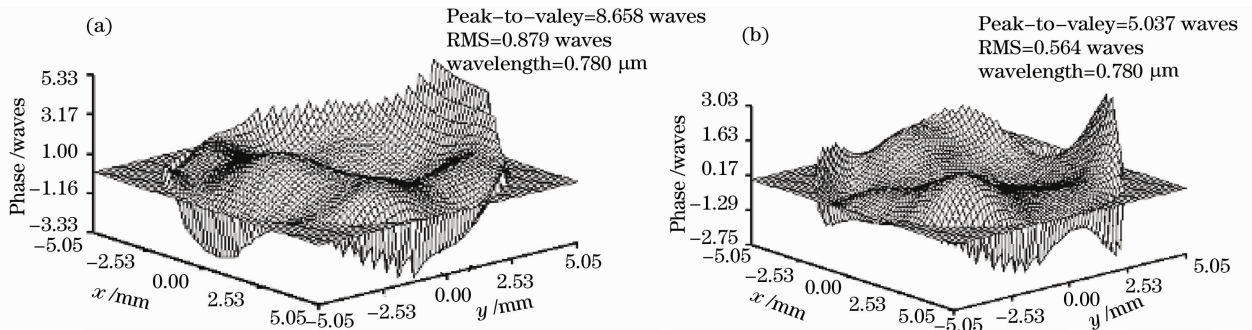 (a)
Peak-to-valey=8.658 waves
RMS=0.879 waves
wavelength=0.780 μm
Phase /waves
5.33
3.17
1.00
-1.16
-3.33
-5.05
-2.53
0.00
2.53
5.05
x /mm
-5.05
-2.53
0.00
2.53
5.05
y /mm
(b)
Peak-to-valey=5.037 waves
RMS=0.564 waves
wavelength=0.780 μm
Phase /waves
3.03
1.63
0.17
-1.29
-2.75
-5.05
-2.53
0.00
2.53
5.05
x /mm
-5.05
-2.53
0.00
2.53
5.05
y /mm